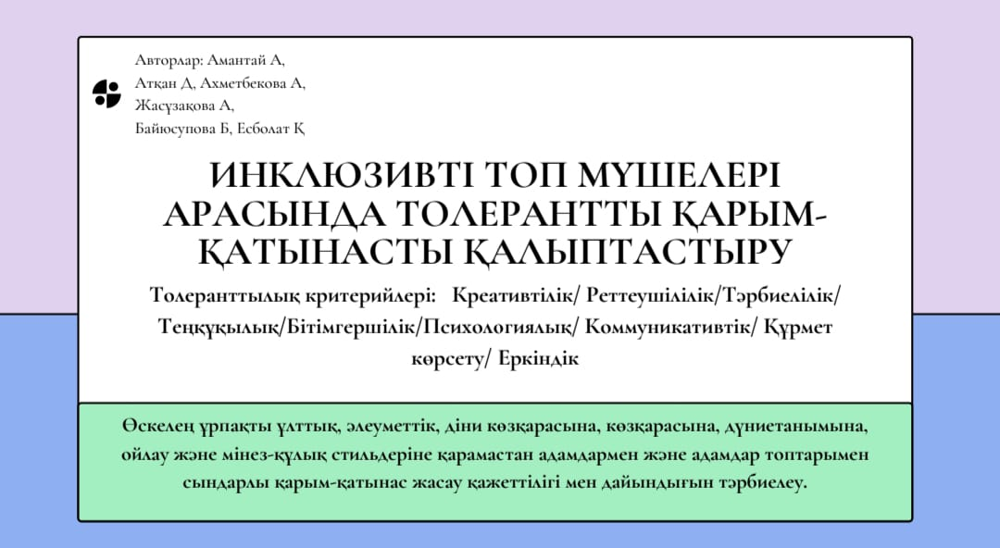 Авторлар: Амантай А,
Атқан Д, Ахметбекова А,
Жасұзақова А,
Байюсупова Б, Есболат Қ
ИНКЛЮЗИВТІ ТОП МҮШЕЛЕРІ
АРАСЫНДА ТОЛЕРАНТТЫ ҚАРЫМ-
ҚАТЫНАСТЫ ҚАЛЫПТАСТЫРУ
Толеранттылық критерийлері: Креативтілік/ Реттеушілілік/Тәрбиелілік/
Теңқұқылық/Бітімгершілік/Психологиялық/ Коммуникативтік/ Құрмет
көрсету/ Еркіндік
Өскелең ұрпақты ұлттық, әлеуметтік, діни көзқарасына, көзқарасына, дүниетанымына,
ойлау және мінез-құлық стильдеріне қарамастан адамдармен және адамдар топтарымен
сындарлы қарым-қатынас жасау қажеттілігі мен дайындығын тәрбиелеу.